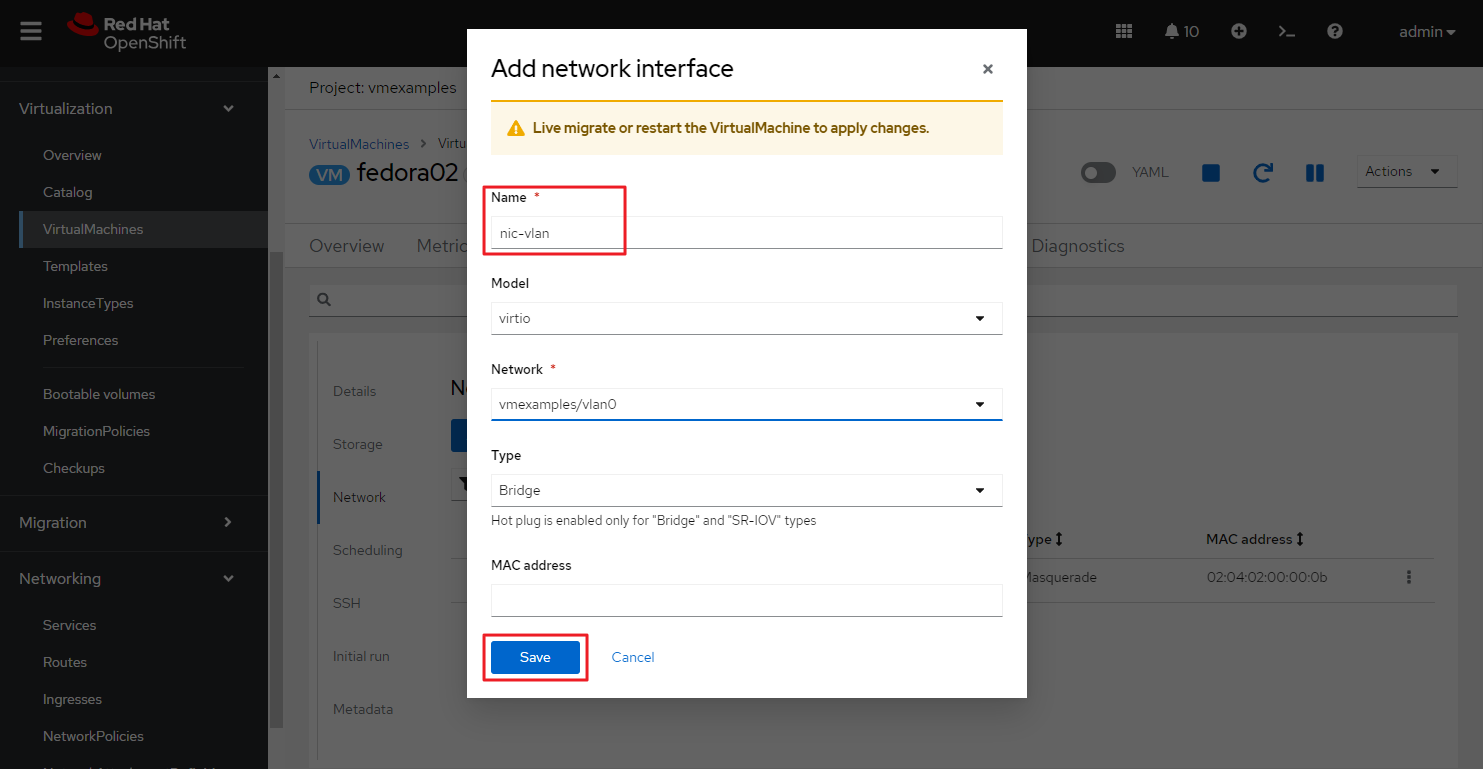 Red Hat
OpenShift
10
admin
Virtualization
Overview
Catalog
VirtualMachines
Templates
InstanceTypes
Preferences
Bootable volumes
MigrationPolicies
Checkups
Migration
Networking
Services
Routes
Ingresses
NetworkPolicies
Project: vmexamples
VirtualMachines > Virtu
VM fedora02
YAML
Actions
Overview
Metric
Diagnostics
Details
Storage
Network
Scheduling
SSH
Initial run
Metadata
ype
MAC address
Masquerade
02:04:02:00:00:0b
Add network interface
Live migrate or restart the VirtualMachine to apply changes.
Name *
nic-vlan
Model
virtio
Network *
vmexamples/vlan0
Type
Bridge
Hot plug is enabled only for "Bridge" and "SR-IOV" types
MAC address
Save
Cancel